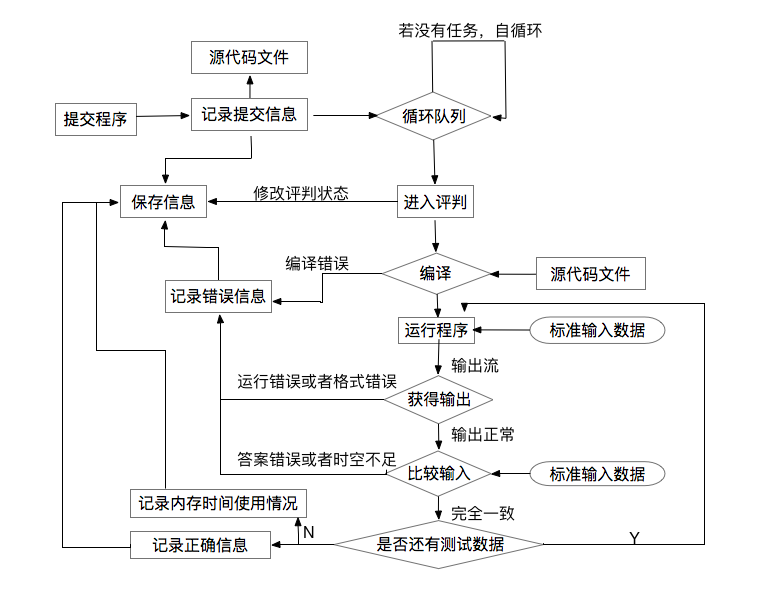 若没有任务，自循环
源代码文件
提交程序
记录提交信息
循环队列
保存信息
修改评判状态
进入评判
编译错误
编译
源代码文件
记录错误信息
运行程序
标准输入数据
输出流
运行错误或者格式错误
获得输出
输出正常
答案错误或者时空不足
比较输入
标准输入数据
记录内存时间使用情况
完全一致
N
Y
记录正确信息
是否还有测试数据